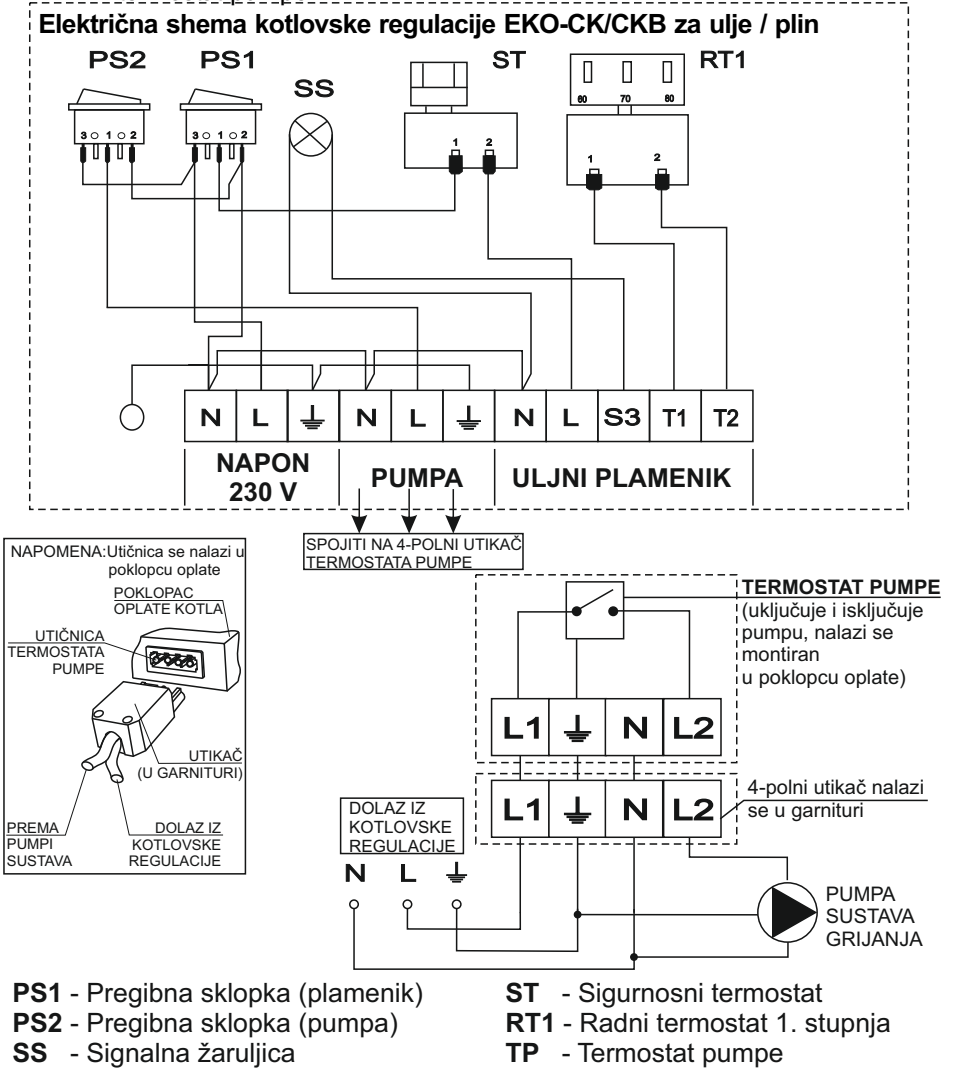 Električna shema kotlovske regulacije EKO-CK/CKB za ulje / plin
PS2
PS1
SS
ST
RT1
3 1 2
3 1 2
1 2
60 70 80
1 2
N L N L N L S3 T1 T2
NAPON
230 V
PUMPA
ULJNI PLAMENIK
SPOJITI NA 4-POLNI UTIKAČ
TERMOSTATA PUMPE
NAPOMENA:Utičnica se nalazi u
poklopcu oplate
POKLOPAC
OPLATE KOTLA
UTIČNICA
TERMOSTATA
PUMPE
UTIKAČ
(U GARNITURI)
PREMA
PUMPI
SUSTAVA
DOLAZ IZ
KOTLOVSKE
REGULACIJE
TERMOSTAT PUMPE
(uključuje i isključuje
pumpu, nalazi se
montiran
u poklopcu oplate)
L1 N L2
L1 N L2
4-polni utikač nalazi
se u garnituri
DOLAZ IZ
KOTLOVSKE
REGULACIJE
N L
PUMPA
SUSTAVA
GRIJANJA
PS1 - Pregibna sklopka (plamenik)
PS2 - Pregibna sklopka (pumpa)
SS - Signalna žaruljica
ST - Sigurnosni termostat
RT1 - Radni termostat 1. stupnja
TP - Termostat pumpe